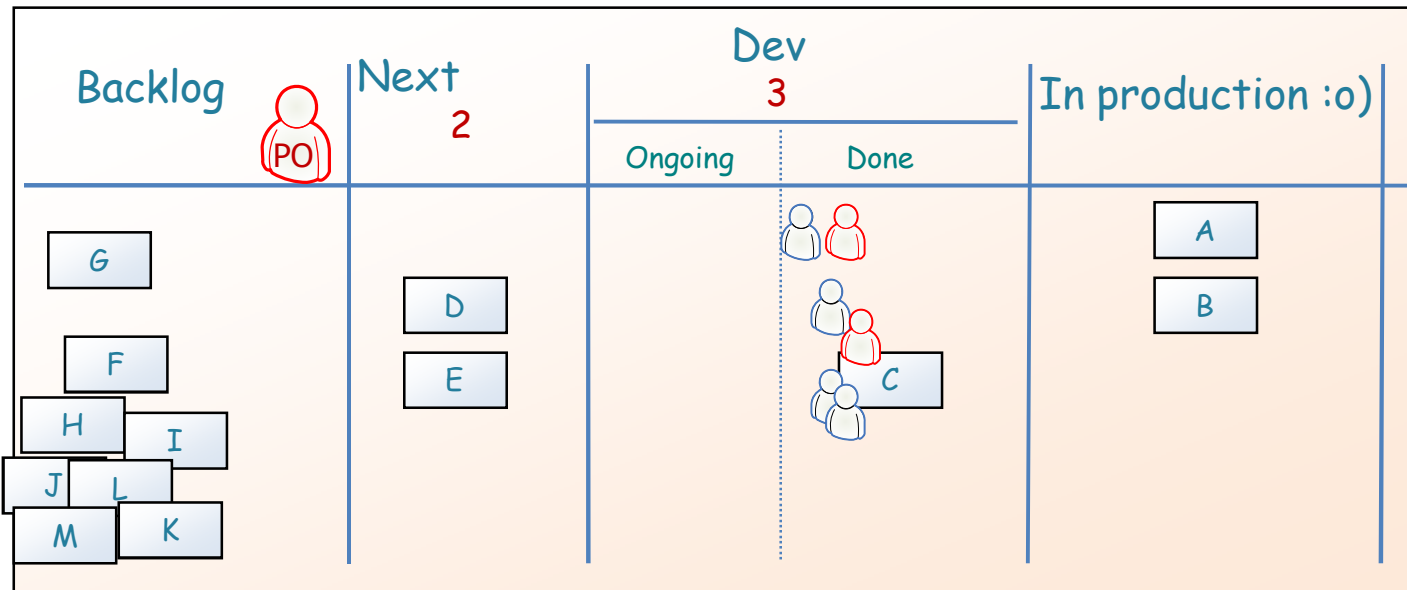 Dev
Backlog
Next
3
In production :o)
2
PO
Ongoing
Done
G
D
A
E
B
F
C
H
I
J
L
M
K